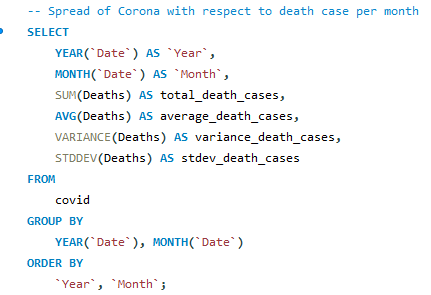 -- Spread of Corona with respect to death case per month
SELECT
YEAR(`Date`) AS `Year`,
MONTH(`Date`) AS `Month`,
SUM(Deaths) AS total_death_cases,
AVG(Deaths) AS average_death_cases,
VARIANCE(Deaths) AS variance_death_cases,
STDDEV(Deaths) AS stdev_death_cases
FROM
covid
GROUP BY
YEAR(`Date`), MONTH(`Date`)
ORDER BY
`Year`, `Month`;